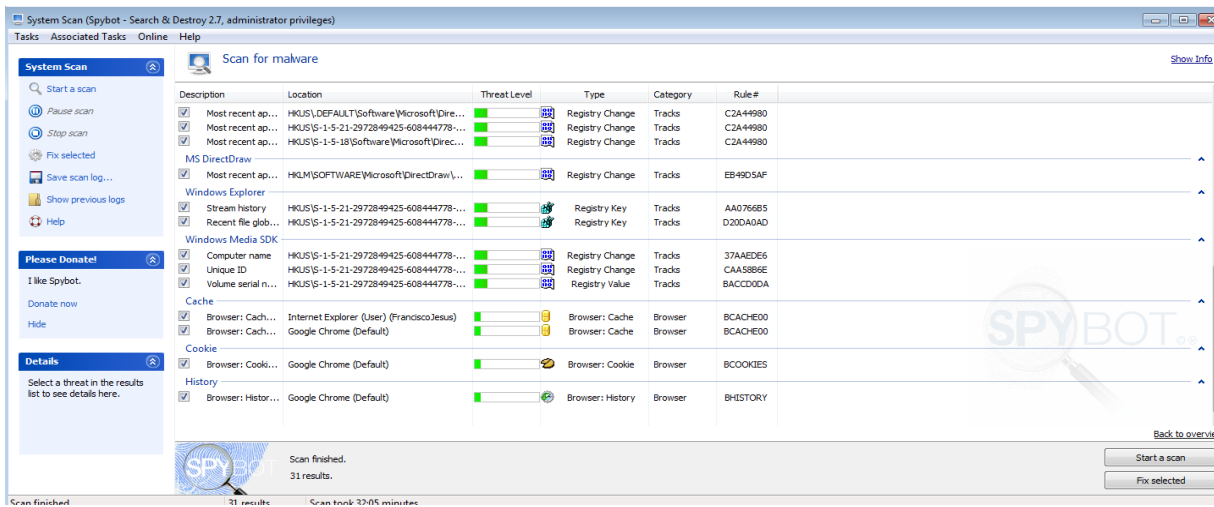 System Scan (Spybot - Search & Destroy 2.7, administrator privileges)
Tasks Associated Tasks Online Help
System Scan
Start a scan
Pause scan
Stop scan
Fix selected
Save scan log...
Show previous logs
Help
Please Donate!
I like Spybot.
Donate now
Hide
Details
Select a threat in the results
list to see details here.
Scan for malware
Show Info
Description Location Threat Level Type Category Rule#
Most recent ap... HKUS\.DEFAULT\Software\Microsoft\Dire... Registry Change Tracks C2A44980
Most recent ap... HKUS\S-1-5-21-2972849425-608444778-... Registry Change Tracks C2A44980
Most recent ap... HKUS\S-1-5-18\Software\Microsoft\Direc... Registry Change Tracks C2A44980
MS DirectDraw
Most recent ap... HKLM\SOFTWARE\Microsoft\DirectDraw\... Registry Change Tracks EB49D5AF
Windows Explorer
Stream history HKUS\S-1-5-21-2972849425-608444778-... Registry Key Tracks AA0766B5
Recent file glob... HKUS\S-1-5-21-2972849425-608444778-... Registry Key Tracks D20DA0AD
Windows Media SDK
Computer name HKUS\S-1-5-21-2972849425-608444778-... Registry Change Tracks 37AAEDE6
Unique ID HKUS\S-1-5-21-2972849425-608444778-... Registry Change Tracks CAA58B6E
Volume serial n... HKUS\S-1-5-21-2972849425-608444778-... Registry Value Tracks BACCD0DA
Cache
Browser: Cach... Internet Explorer (User) (FranciscoJesus) Browser: Cache Browser BCACHE00
Browser: Cach... Google Chrome (Default) Browser: Cache Browser BCACHE00
Cookie
Browser: Cooki... Google Chrome (Default) Browser: Cookie Browser BCOOKIES
History
Browser: Histor... Google Chrome (Default) Browser: History Browser BHISTORY
SPYBOT
Back to overvie
SPYBOT
Scan finished.
31 results.
Start a scan
Fix selected
Scan finished 31 results Scan took 32:05 minutes